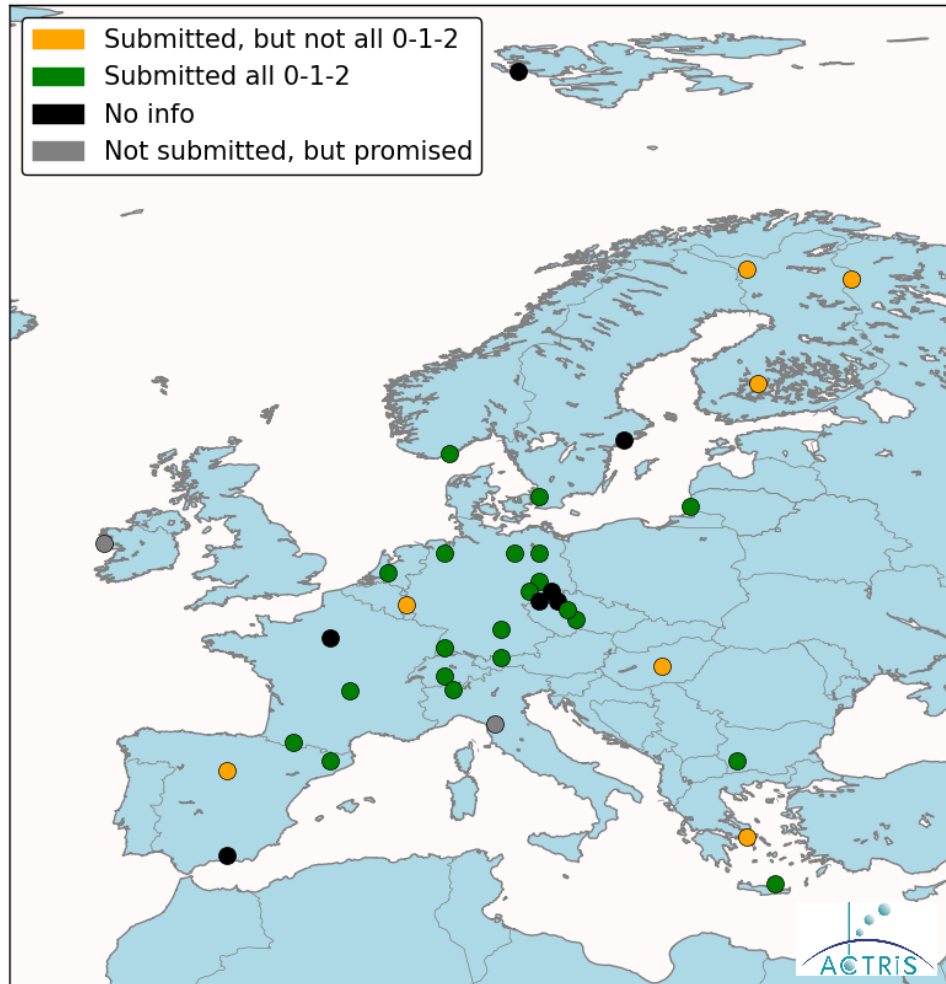 Submitted, but not all 0-1-2
Submitted all 0-1-2
No info
Not submitted, but promised
ACTRiS